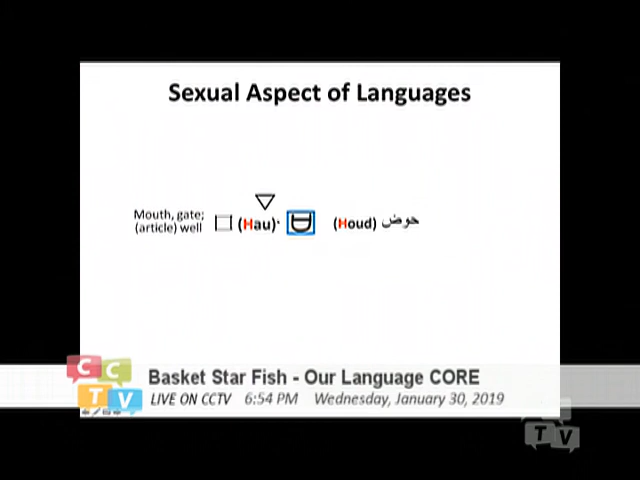 Sexual Aspect of Languages
Mouth, gate;
(article) well
(Hau)·
(Houd) حوض
CC
TV
Basket Star Fish - Our Language CORE
LIVE ON CCTV 6:54 PM Wednesday, January 30, 2019
TV